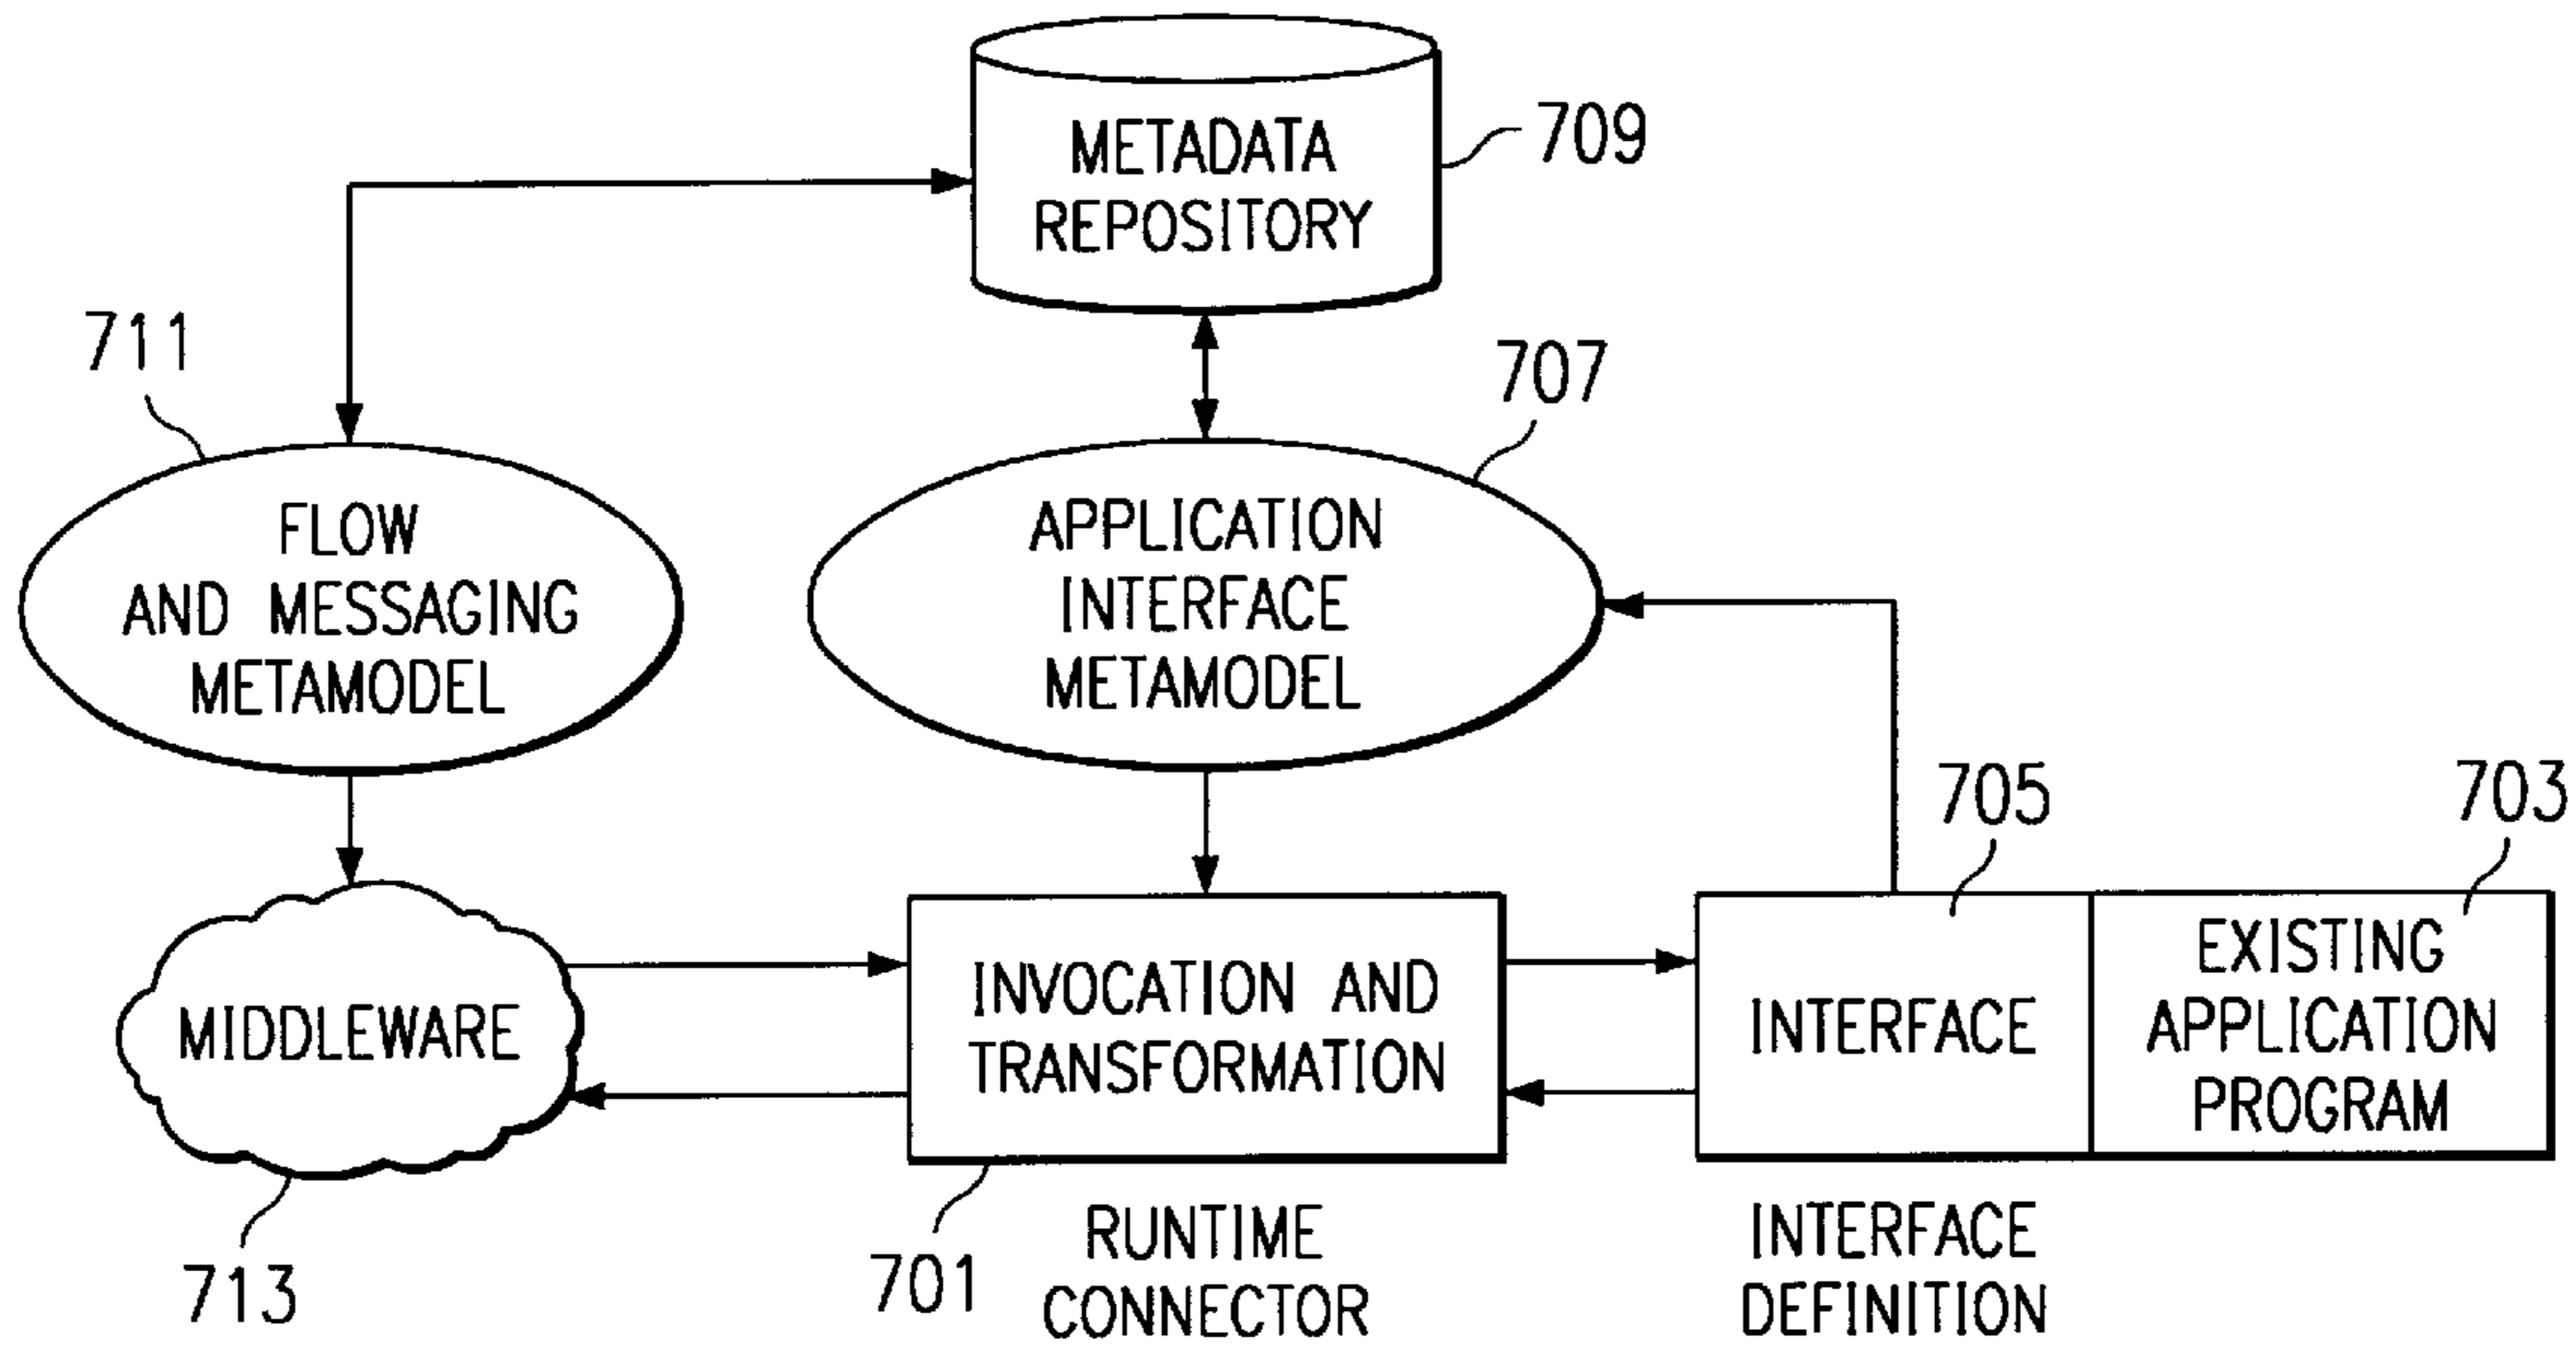 METADATA
REPOSITORY
709
711
707
FLOW
AND MESSAGING
METAMODEL
APPLICATION
INTERFACE
METAMODEL
705
703
MIDDLEWARE
INVOCATION AND
TRANSFORMATION
INTERFACE
EXISTING
APPLICATION
PROGRAM
713
701
RUNTIME
CONNECTOR
INTERFACE
DEFINITION